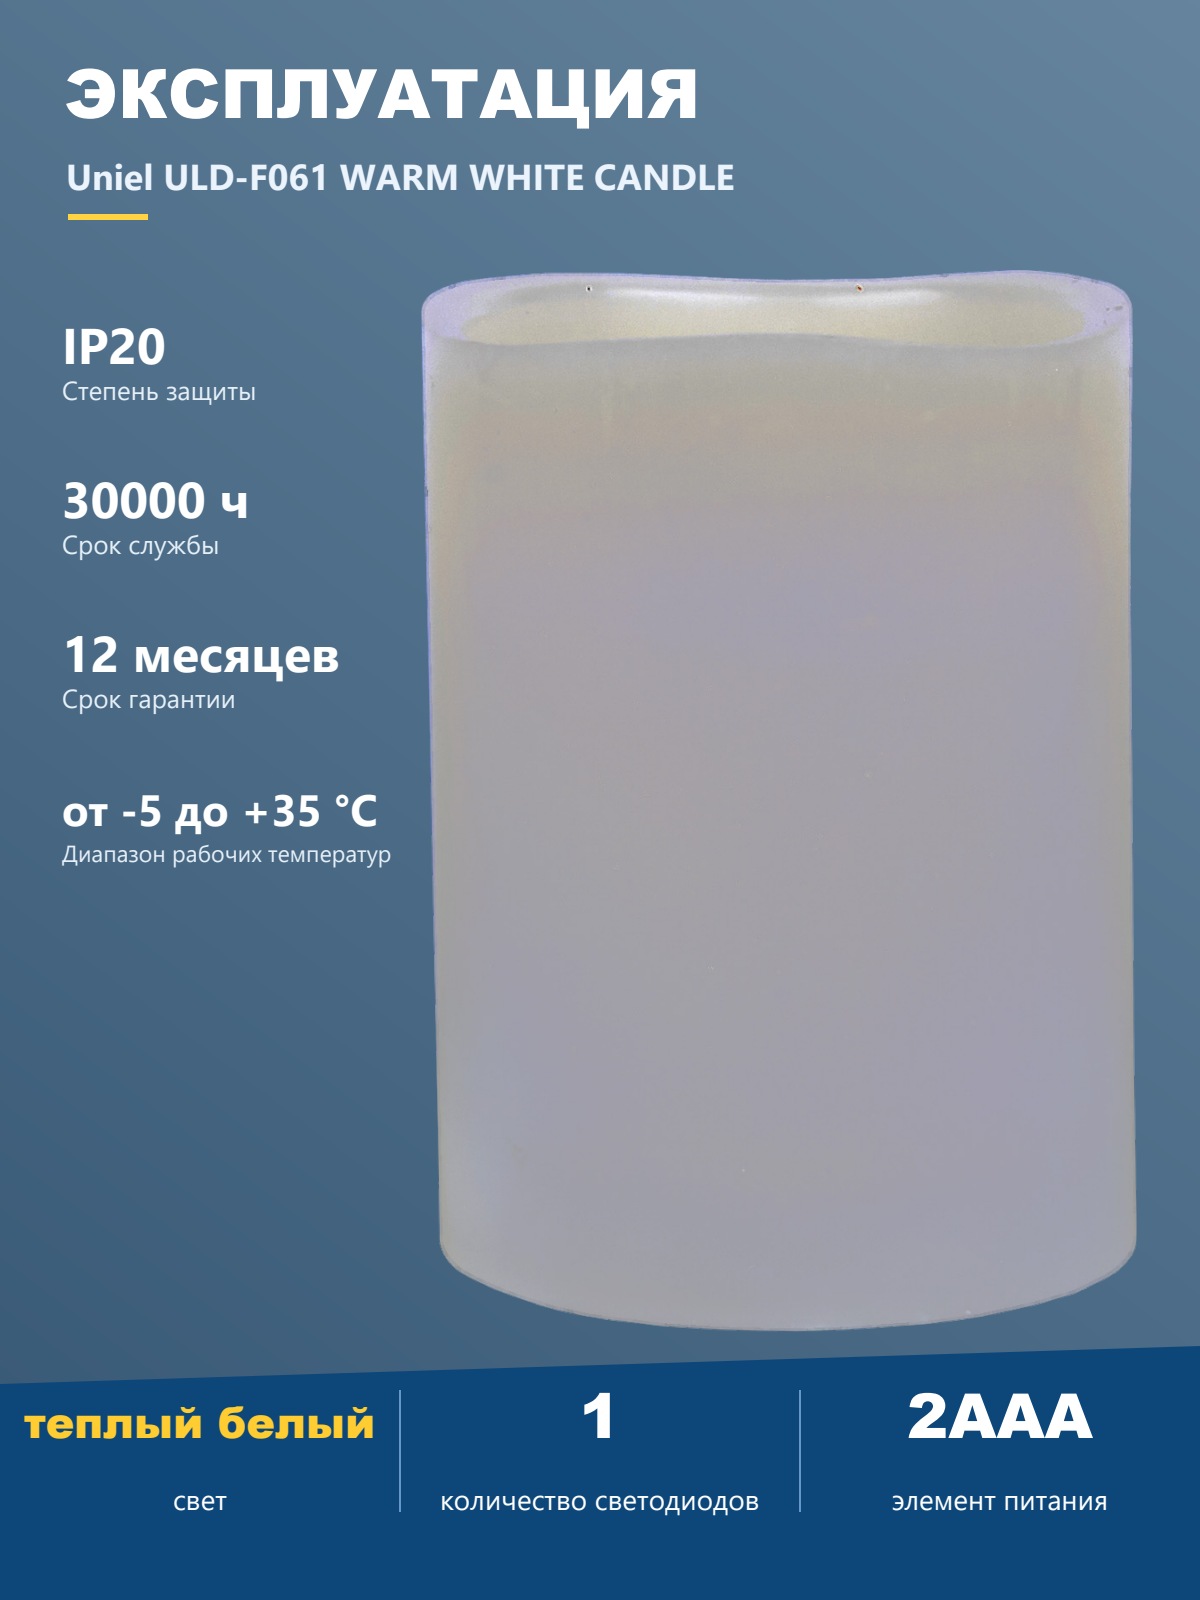 ЭКСПЛУАТАЦИЯ
Uniel ULD-F061 WARM WHITE CANDLE
IP20
Степень защиты
30000 ч
Срок службы
12 месяцев
Срок гарантии
от -5 до +35 °C
Диапазон рабочих температур
теплый белый
свет
1
количество светодиодов
2AAA
элемент питания